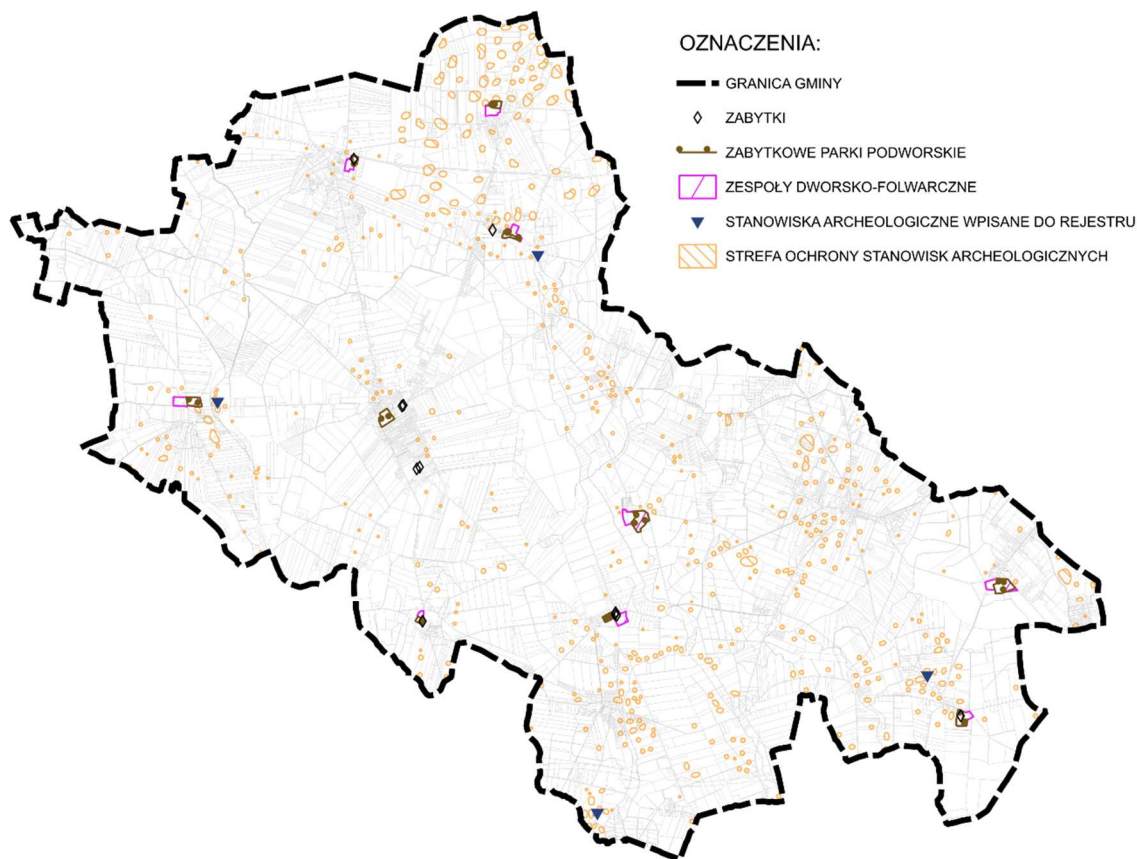 OZNACZENIA:
GRANICA GMINY
ZABYTKI
ZABYTKOWE PARKI PODWORSKIE
ZESPOŁY DWORSKO-FOLWARCZNE
STANOWISKA ARCHEOLOGICZNE WPISANE DO REJESTRU
STREFA OCHRONY STANOWISK ARCHEOLOGICZNYCH